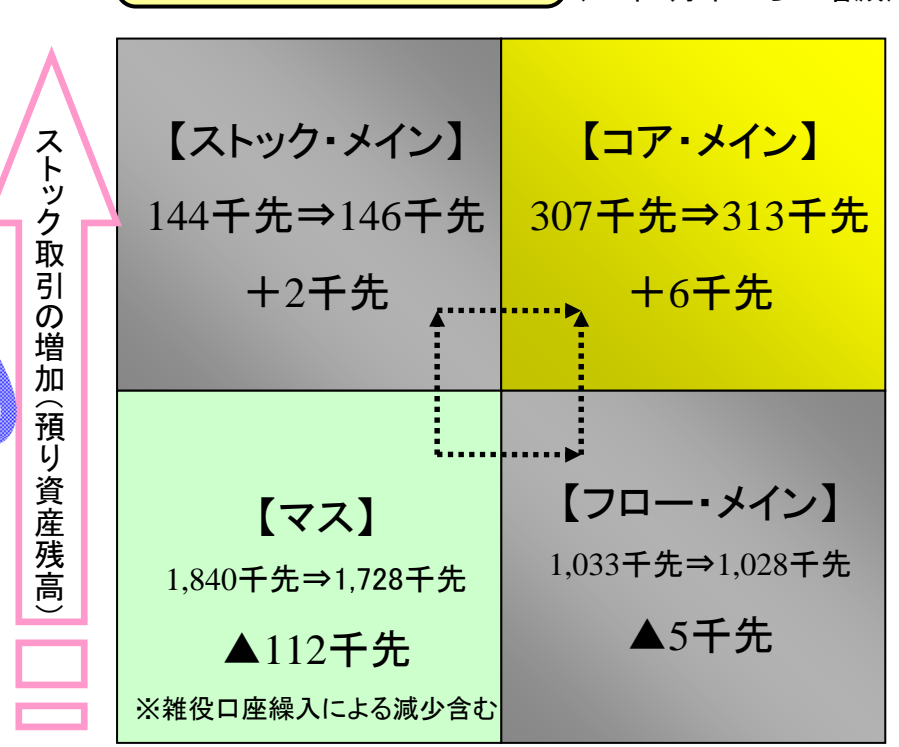 ストック取引の増加(預り資産残高)
【ストック・メイン】
144千先⇒146千先
＋2千先
【コア・メイン】
307千先⇒313千先
＋6千先
【マス】
1,840千先⇒1,728千先
▲112千先
※雑役口座繰入による減少含む
【フロー・メイン】
1,033千先⇒1,028千先
▲5千先